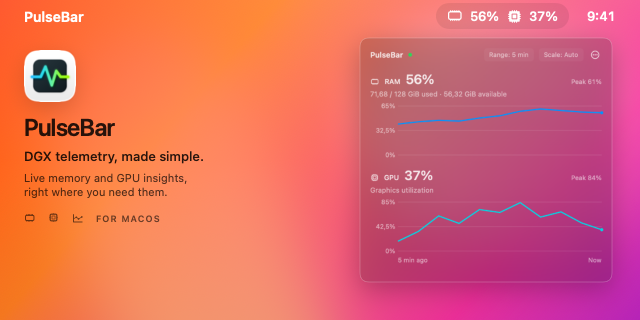 PulseBar
56% 37% 9:41
PulseBar
DGX telemetry, made simple.
Live memory and GPU insights,
right where you need them.
FOR MACOS
PulseBar Range: 5 min Scale: Auto
RAM 56% Peak 61%
71,68 / 128 GiB used · 56,32 GiB available
65%
32,5%
0%
GPU 37% Peak 84%
Graphics utilization
85%
42,5%
0%
5 min ago Now